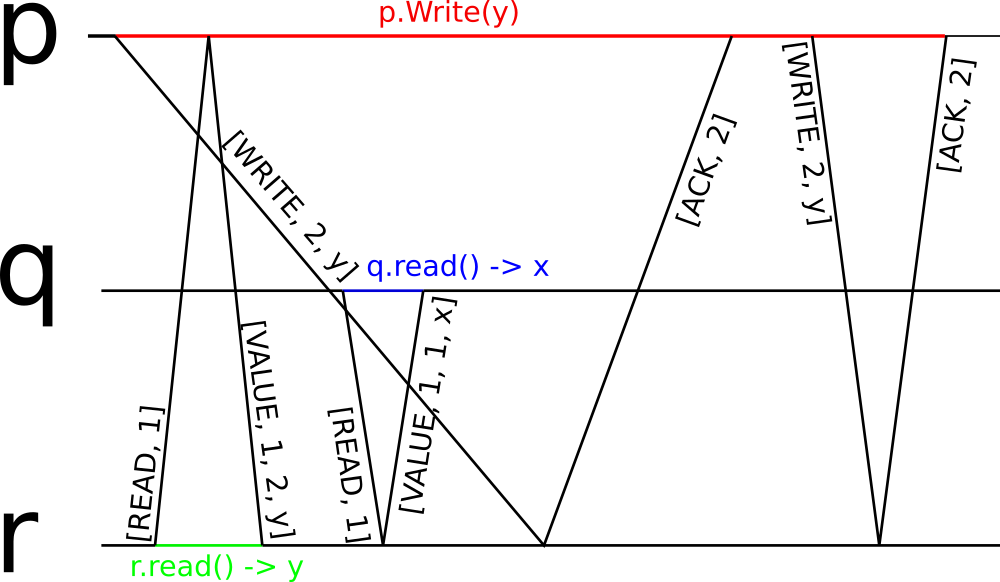 p
p.Write(y)
[WRITE, 2, y]
[ACK, 2]
[WRITE, 2, y]
[ACK, 2]
q
q.read() -> x
[READ, 1]
[VALUE, 1, 2, y]
[READ, 1]
[VALUE, 1, 1, x]
r
r.read() -> y